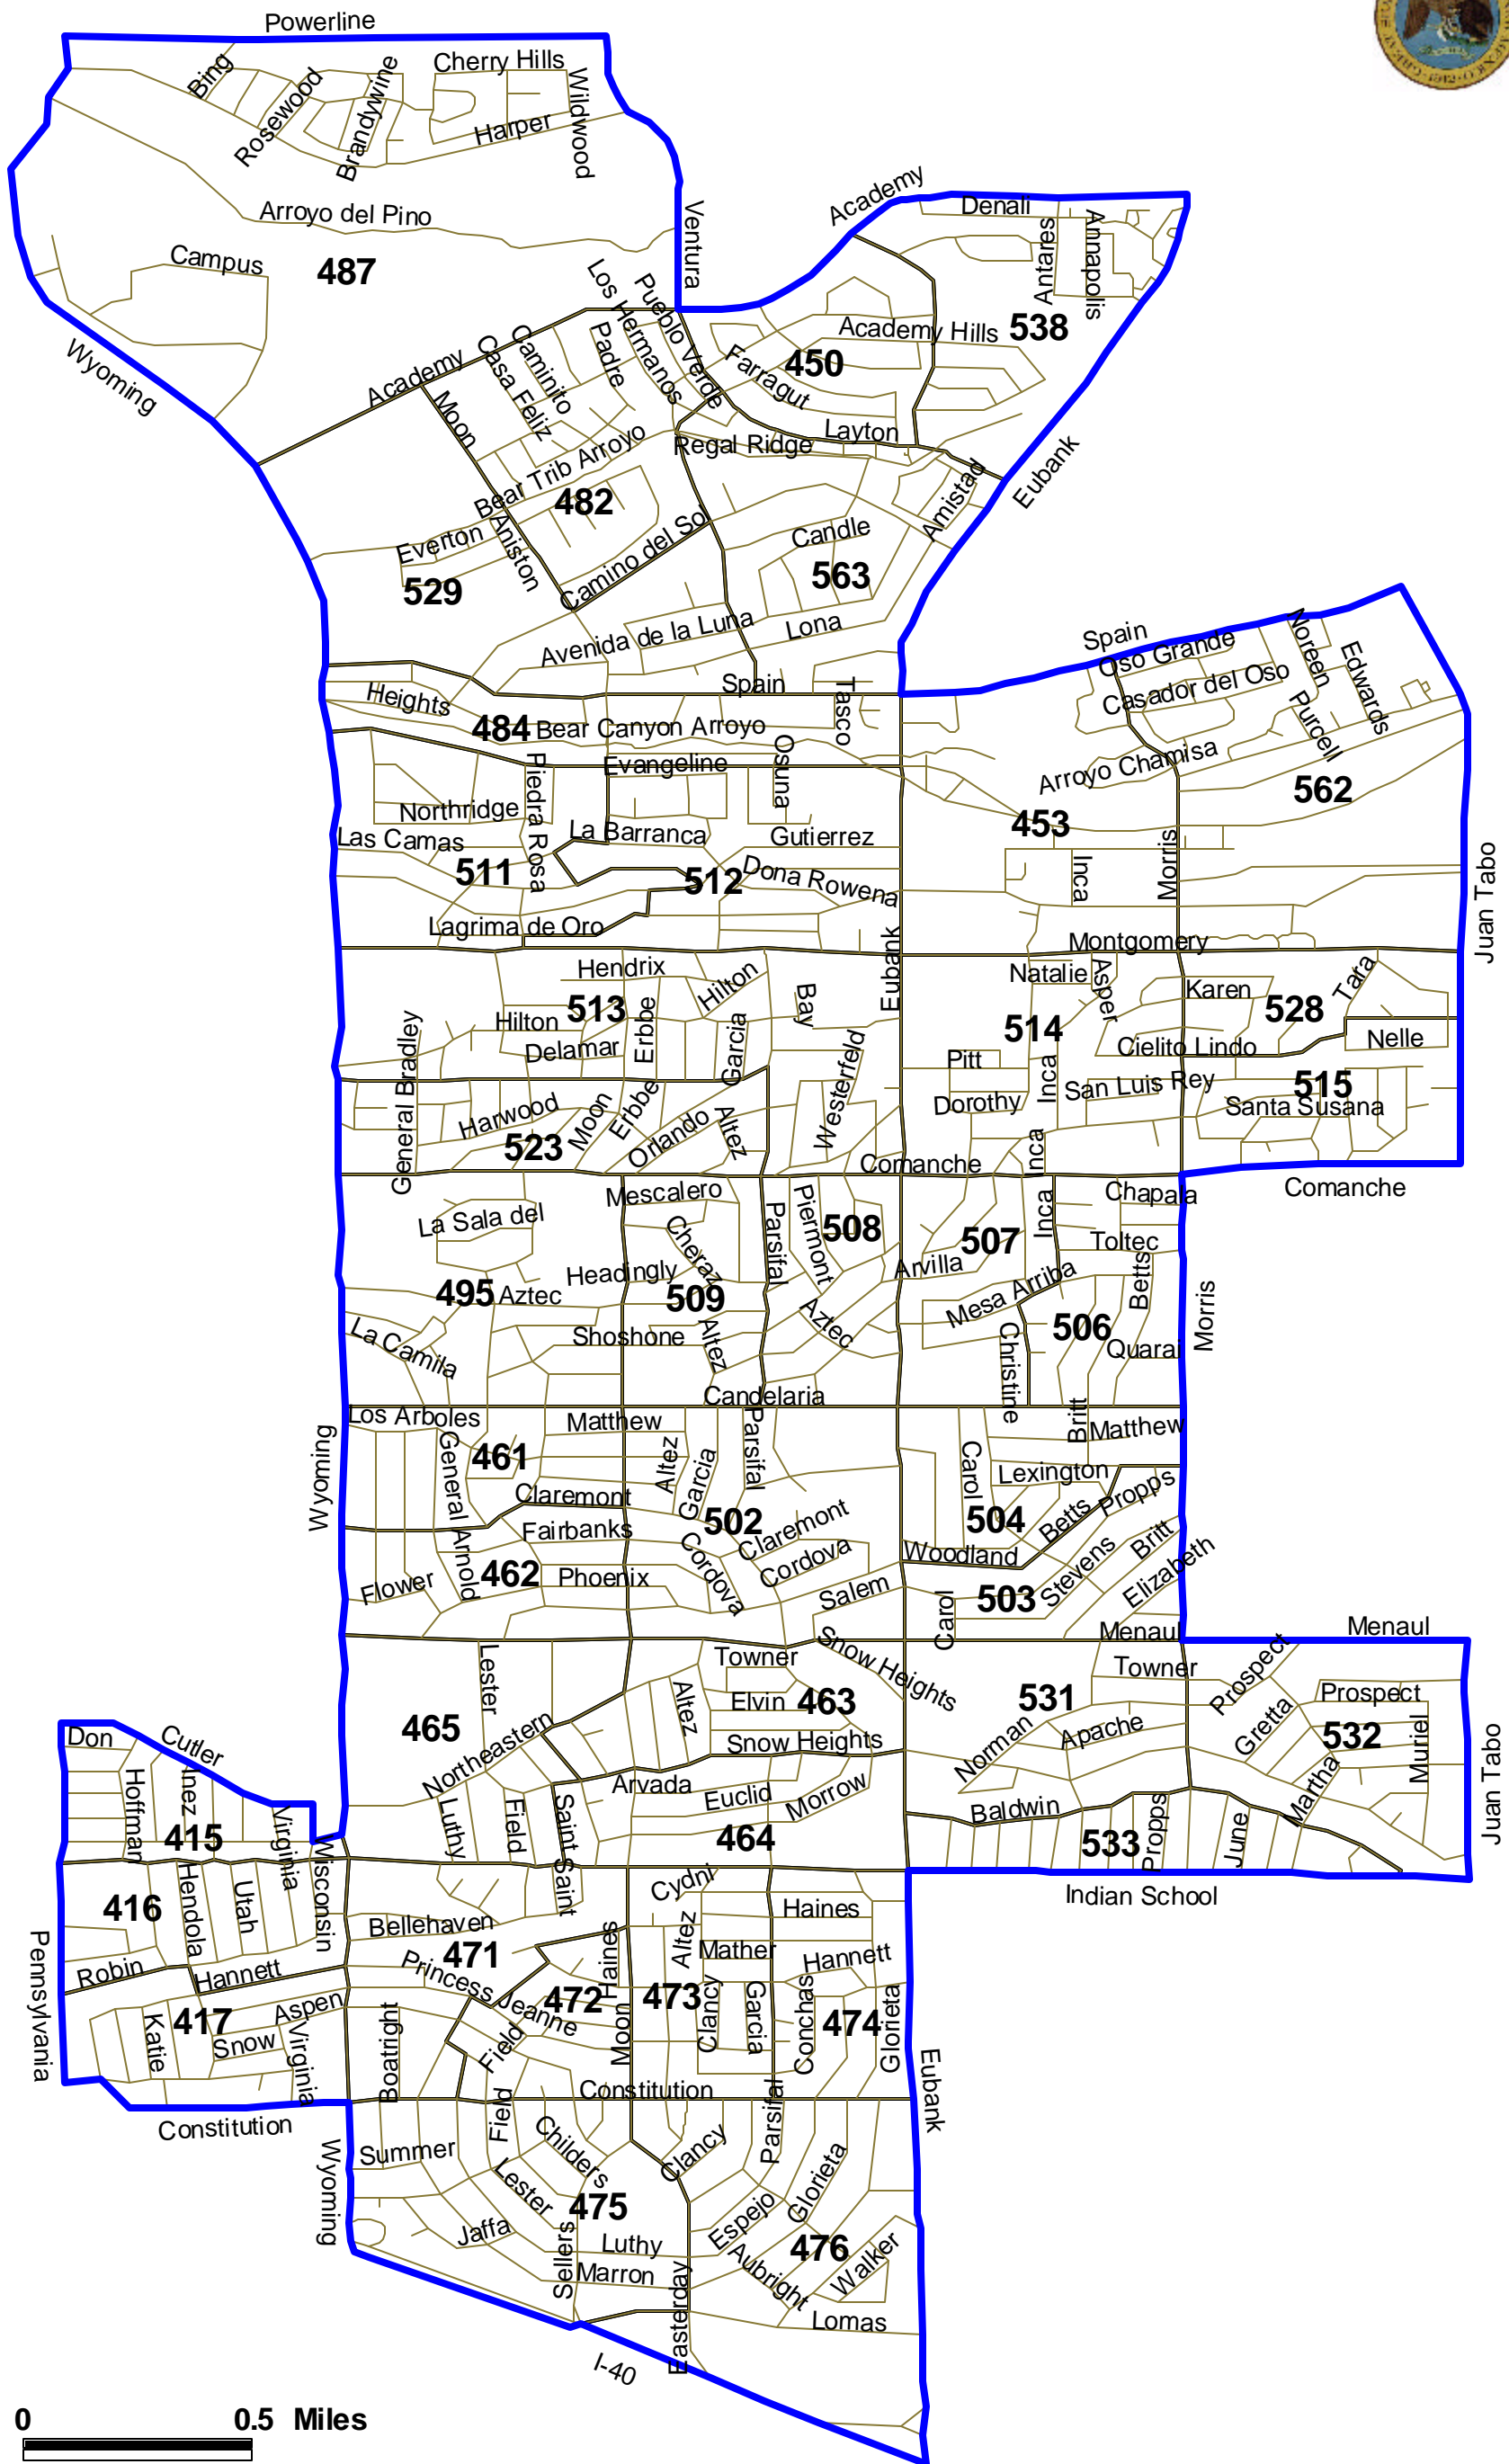 Powerline
Bing
Rosewood
Brandywine
Cherry Hills
Wildwood
Harper
Arroyo del Pino
Campus
487
Ventura
Academy
Denali
Antares
Annapolis
538
Academy Hills
450
Farragut
Layton
Regal Ridge
Los Hermanos
Pueblo Verde
Padre
Caminito
Casa Feliz
Academy
Moon
Wyoming
Bear Trib Arroyo
482
Everton
Aniston
529
Camino del Sol
Candle
Amistad
Eubank
563
Avenida de la Luna
Lona
Spain
Oso Grande
Noreen
Edwards
Casador del Oso
Purcell
Arroyo Chamisa
562
Spain
Tasco
Heights
484
Bear Canyon Arroyo
Evangeline
Osuna
Piedra Rosa
Northridge
Las Camas
La Barranca
Gutierrez
453
Inca
Morris
Juan Tabo
511
512
Dona Rowena
Lagrima de Oro
Eubank
Montgomery
Hendrix
Hilton
Bay
Natalie
Asper
Karen
Tara
513
Hilton
Erbbe
Garcia
514
528
Delamar
General Bradley
Westerfeld
Pitt
Cielito Lindo
Nelle
Inca
San Luis Rey
515
Dorothy
Santa Susana
Harwood
Moon
Erbbe
Orlando
Altez
523
Comanche
Inca
Comanche
Mescalero
La Sala del
Cheraz
Parsifal
Piermont
508
507
Inca
Chapala
Toltec
Arvilla
Headingly
495
Aztec
509
Mesa Arriba
Betts
Morris
La Camila
Shoshone
Altez
Aztec
Christine
506
Quarai
Candelaria
Los Arboles
Matthew
Parsifal
Britt
Matthew
Wyoming
General Arnold
461
Altez
Garcia
Carol
Lexington
Claremont
502
Claremont
504
Betts
Propps
Fairbanks
Cordova
Cordova
Woodland
Stevens
Britt
Elizabeth
Flower
462
Phoenix
Salem
503
Carol
Menaul
Menaul
Lester
Towner
Snow Heights
Towner
Prospect
Elvin
463
531
Prospect
465
Altez
Norman
Apache
Gretta
532
Muriel
Northeastern
Snow Heights
Juan Tabo
Don
Cutler
Hoffman
Inez
Arvada
Euclid
Morrow
Baldwin
Martha
415
Virginia
Luthy
Field
Saint
464
533
Propps
June
Wisconsin
Saint
Cydni
Indian School
416
Hendola
Utah
Bellehaven
Haines
Haines
Altez
Mather
Hannett
Pennsylvania
Robin
Hannett
471
Princess Jeanne
472
473
Clancy
Garcia
Conchas
474
Glorieta
417
Aspen
Katie
Snow
Virginia
Boatright
Field
Moon
Eubank
Constitution
Constitution
Parsifal
Field
Summer
Childers
Clancy
Glorieta
Wyoming
Lester
475
Espejo
Jaffa
Sellers
Luthy
476
Walker
Marron
Aubright
Easterday
Lomas
I-40
0 0.5 Miles